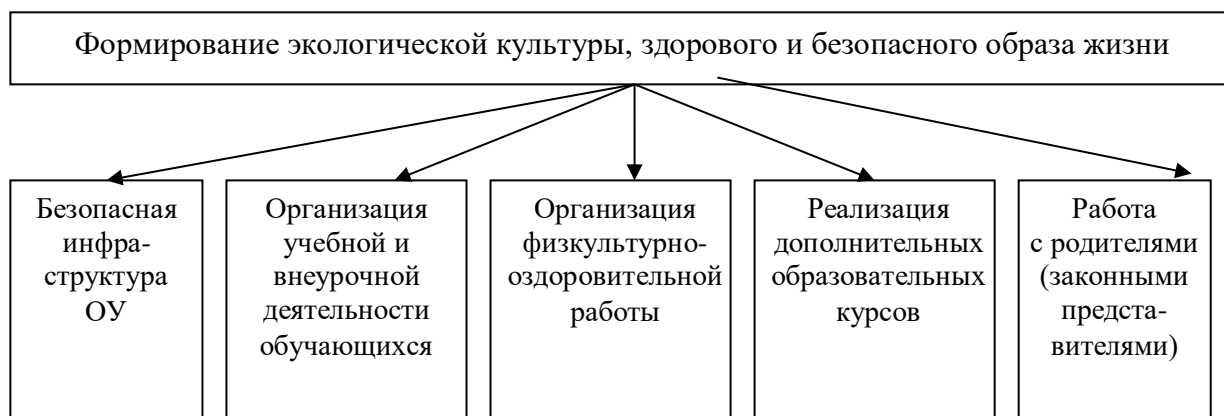 Формирование экологической культуры, здорового и безопасного образа жизни
Безопасная
инфра-
структура
ОУ
Организация
учебной и
внеурочной
деятельности
обучающихся
Организация
физкультурно-
оздоровительной
работы
Реализация
дополнительных
образовательных
курсов
Работа
с родителями
(законными
предста-
вителями)